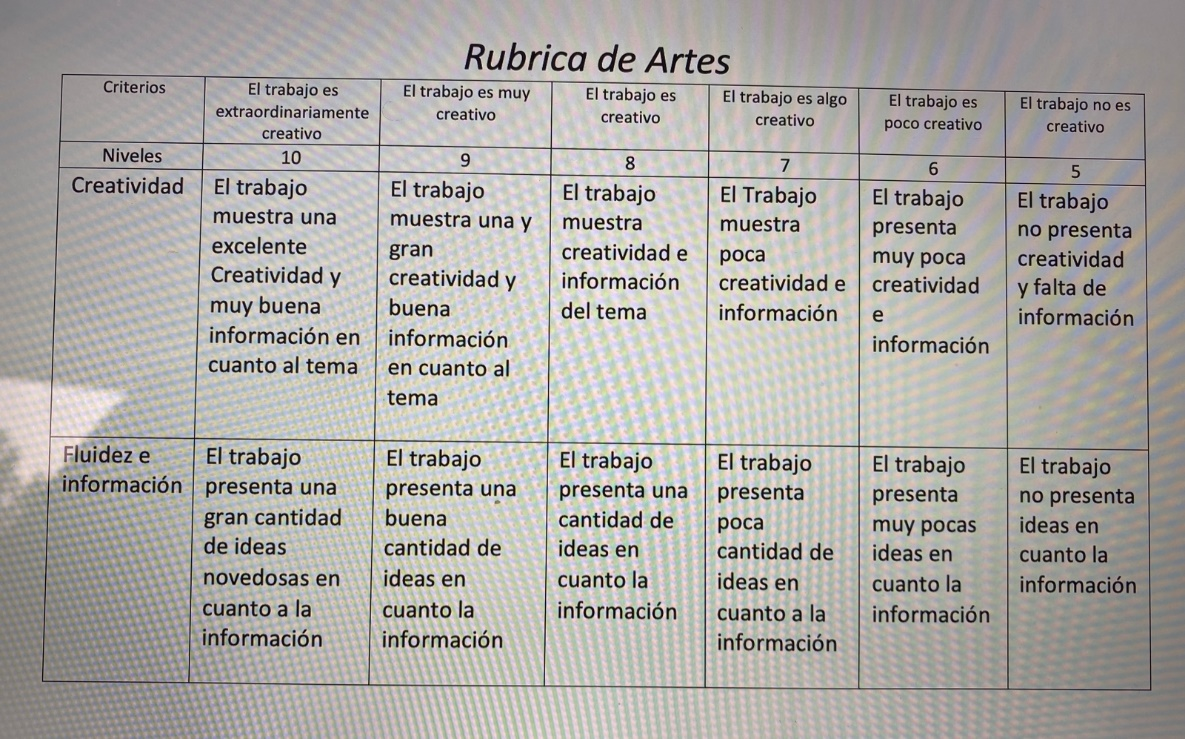 Rubrica de Artes
Criterios
El trabajo es
extraordinariamente
creativo
El trabajo es muy
creativo
El trabajo es
creativo
El trabajo es algo
creativo
El trabajo es
poco creativo
El trabajo no es
creativo
Niveles
10
9
8
7
6
5
Creatividad
El trabajo
muestra una
excelente
Creatividad y
muy buena
información en
cuanto al tema
El trabajo
muestra una y
gran
creatividad y
buena
información
en cuanto al
tema
El trabajo
muestra
creatividad e
información
del tema
El Trabajo
muestra
poca
creatividad e
información
El trabajo
presenta
muy poca
creatividad
e
información
El trabajo
no presenta
creatividad
y falta de
información
Fluidez e
información
El trabajo
presenta una
gran cantidad
de ideas
novedosas en
cuanto a la
información
El trabajo
presenta una
buena
cantidad de
ideas en
cuanto la
información
El trabajo
presenta una
cantidad de
ideas en
cuanto la
información
El trabajo
presenta
poca
cantidad de
ideas en
cuanto a la
información
El trabajo
presenta
muy pocas
ideas en
cuanto la
información
El trabajo
no presenta
ideas en
cuanto la
información